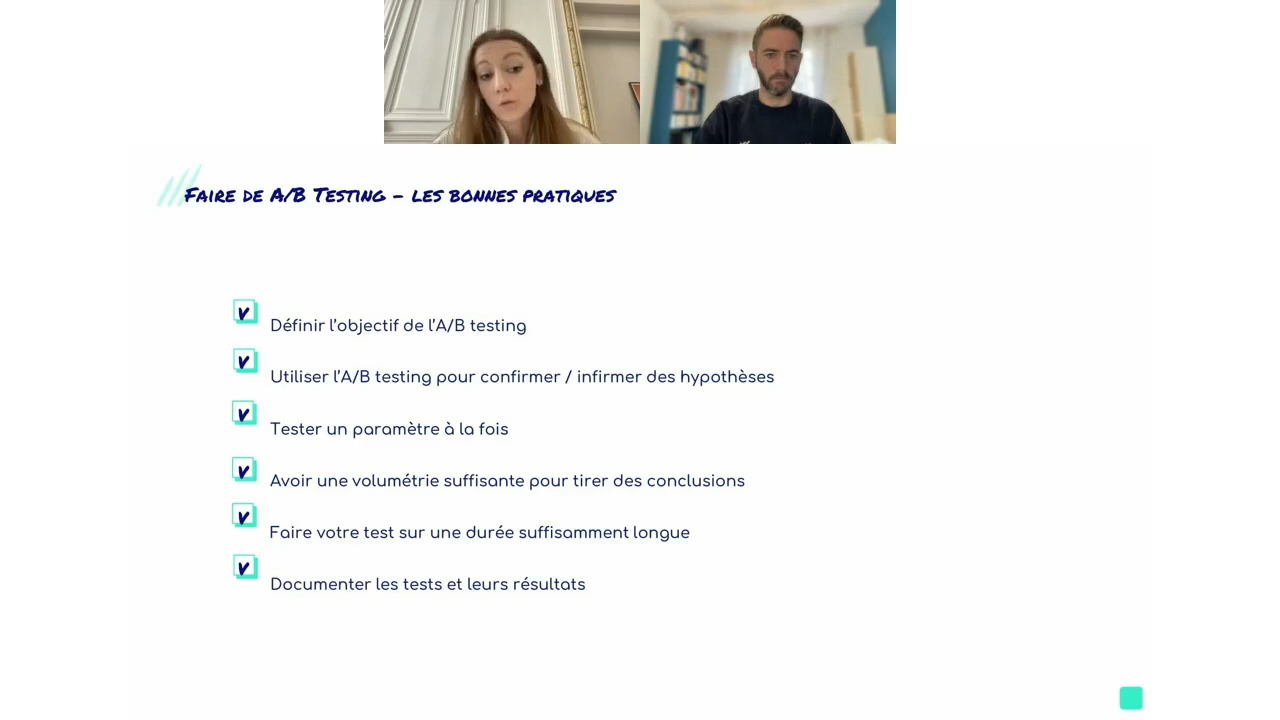 Faire de A/B Testing – les bonnes pratiques
Définir l’objectif de l’A/B testing
Utiliser l’A/B testing pour confirmer / infirmer des hypothèses
Tester un paramètre à la fois
Avoir une volumétrie suffisante pour tirer des conclusions
Faire votre test sur une durée suffisamment longue
Documenter les tests et leurs résultats